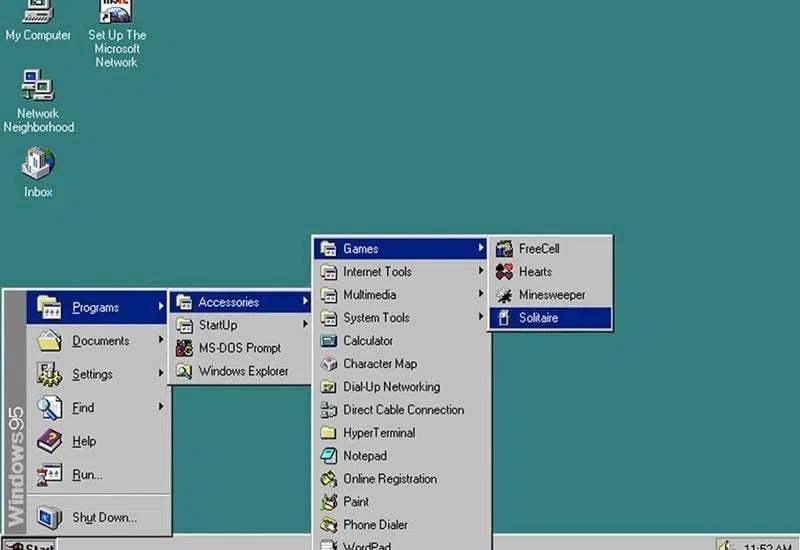 My Computer
Set Up The
Microsoft
Network
Network
Neighborhood
Inbox
Programs
Documents
Settings
Find
Help
Run...
Shut Down...
Windows95
Accessories
StartUp
MS-DOS Prompt
Windows Explorer
Games
Internet Tools
Multimedia
System Tools
Calculator
Character Map
Dial-Up Networking
Direct Cable Connection
HyperTerminal
Notepad
Online Registration
Paint
Phone Dialer
WordPad
FreeCell
Hearts
Minesweeper
Solitaire
Start
11:52 AM